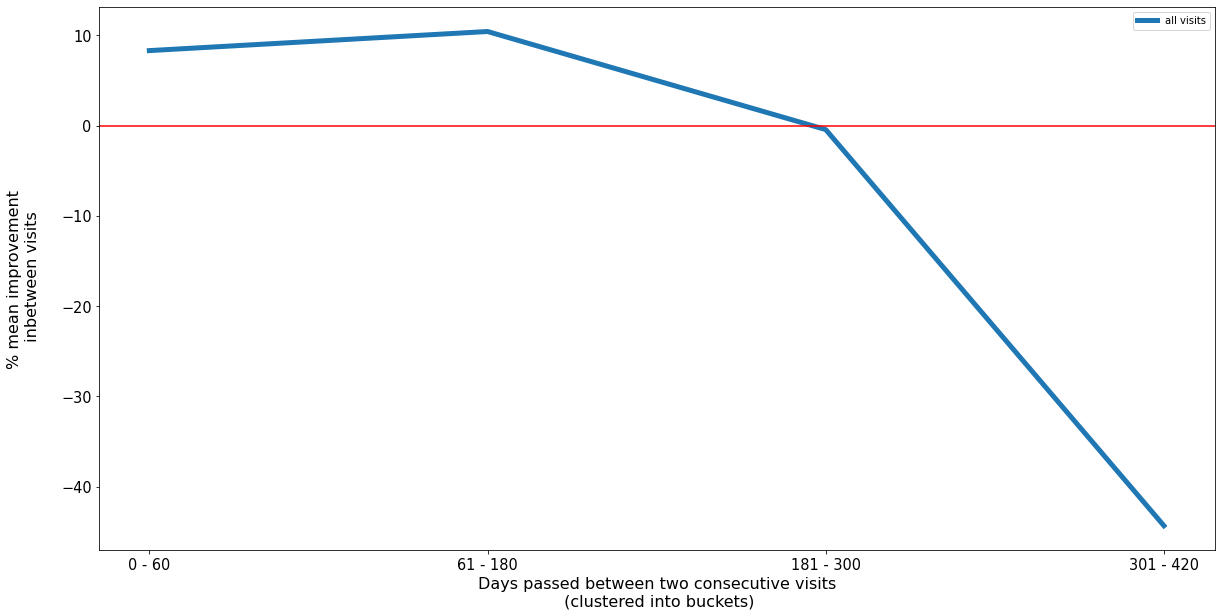 all visits
10
0
−10
−20
−30
−40
% mean improvement
inbetween visits
0 - 60
61 - 180
181 - 300
301 - 420
Days passed between two consecutive visits
(clustered into buckets)